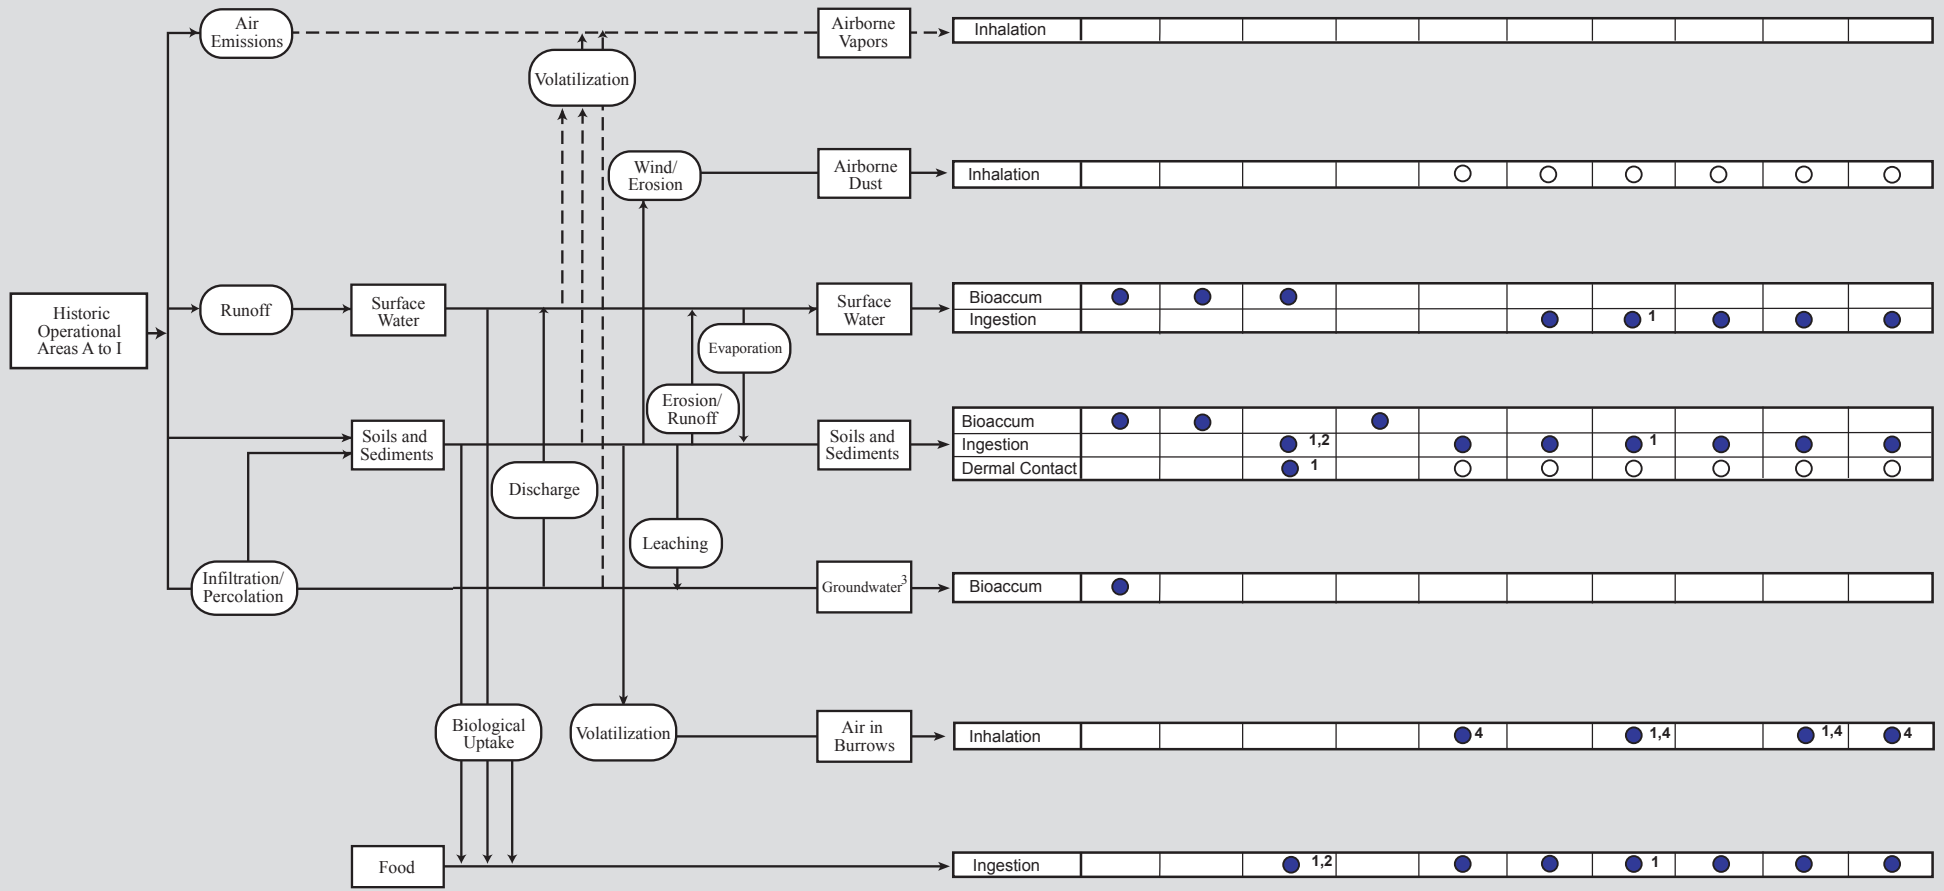 Air
Emissions
Airborne
Vapors
Inhalation
Volatilization
Wind/
Erosion
Airborne
Dust
Inhalation
Historic
Operational
Areas A to I
Runoff
Surface
Water
Evaporation
Surface
Water
Bioaccum
Ingestion 1
Erosion/
Runoff
Soils and
Sediments
Soils and
Sediments
Bioaccum
Ingestion 1,2 1
Dermal Contact 1
Discharge
Leaching
Infiltration/
Percolation
Groundwater3
Bioaccum
Biological
Uptake
Volatilization
Air in
Burrows
Inhalation 4 1,4 1,4 4
Food
Ingestion 1,2 1